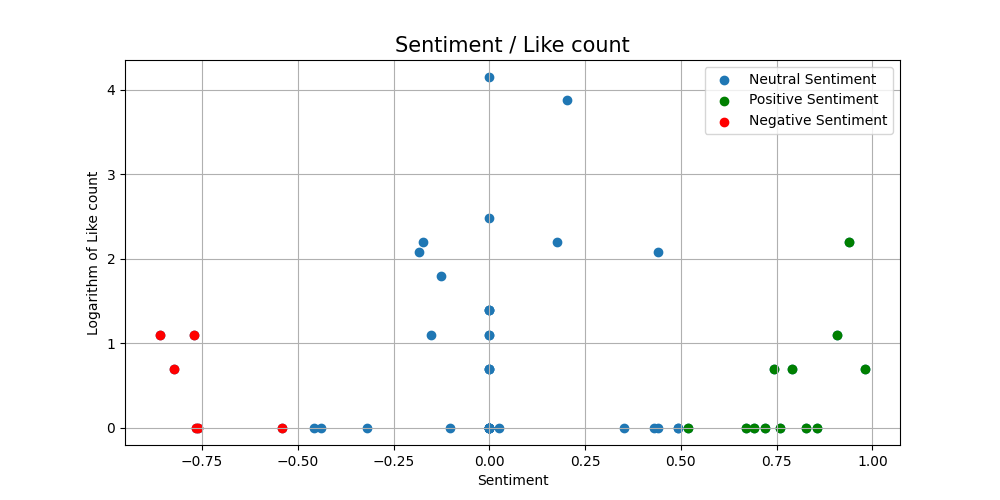 Sentiment / Like count
Neutral Sentiment
Positive Sentiment
Negative Sentiment
Logarithm of Like count
4
3
2
1
0
−0.75
−0.50
−0.25
0.00
0.25
0.50
0.75
1.00
Sentiment